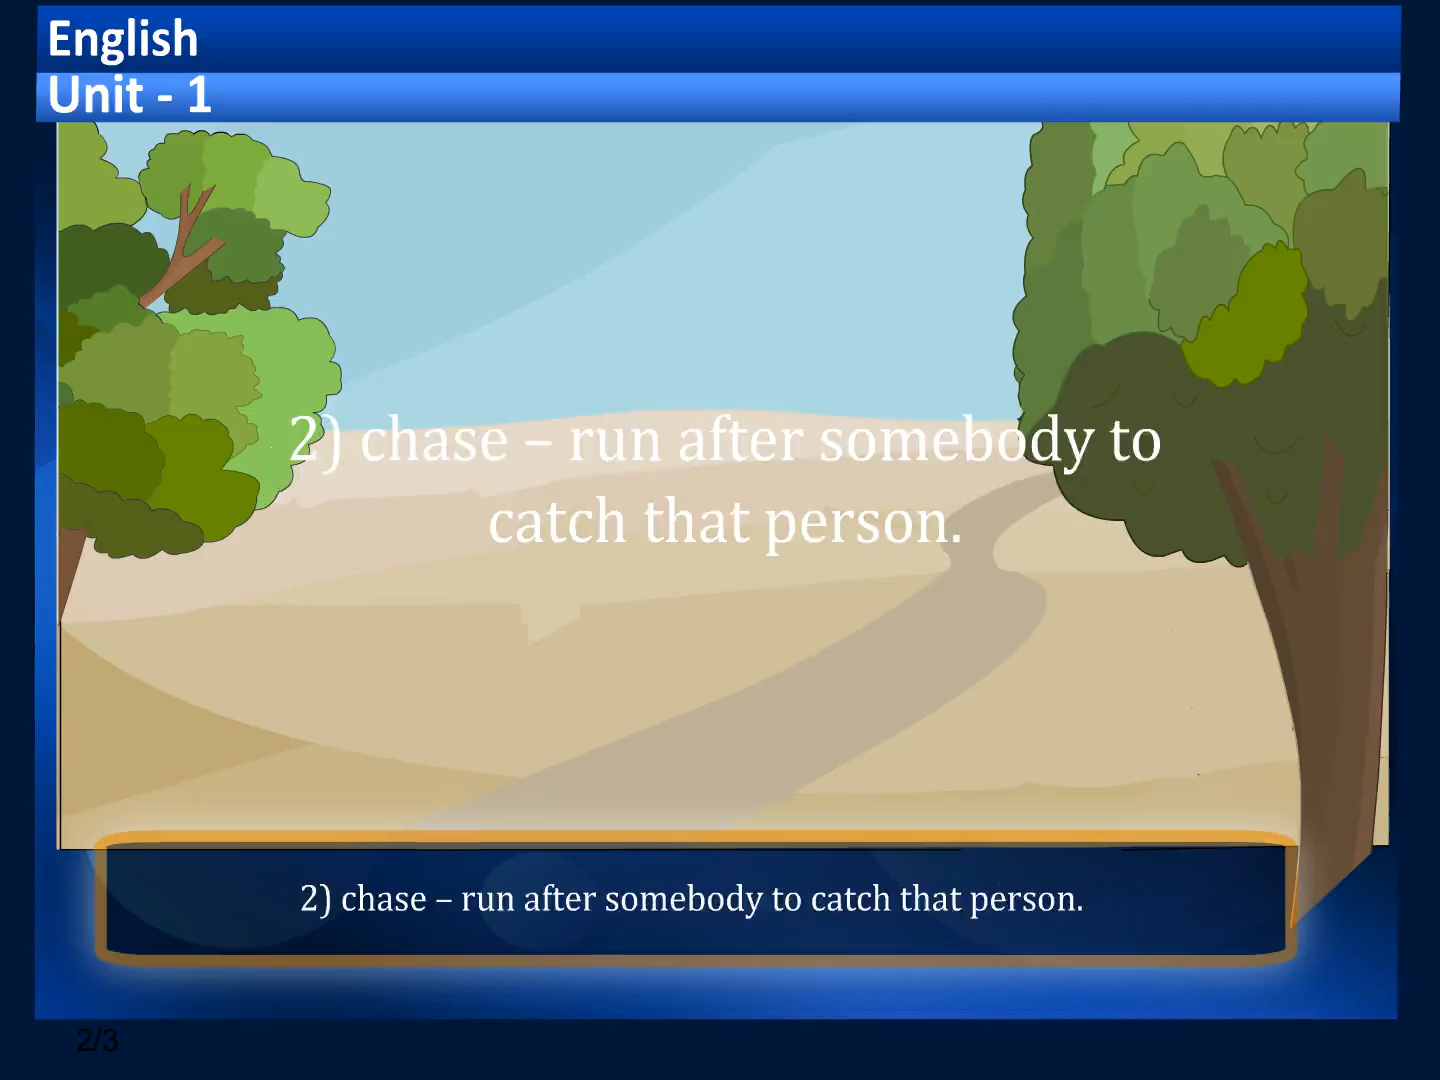 English
Unit - 1
2) chase – run after somebody to
catch that person.
2) chase – run after somebody to catch that person.
2/3